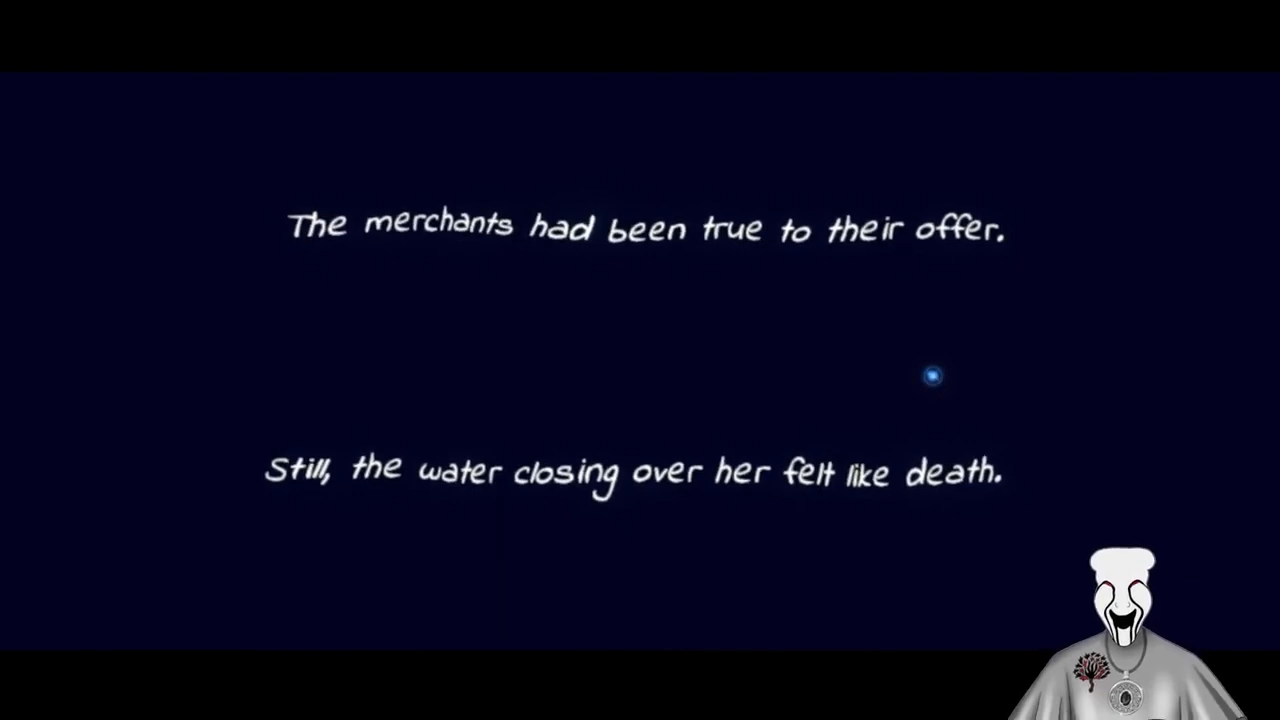 The merchants had been true to their offer.
Still, the water closing over her felt like death.